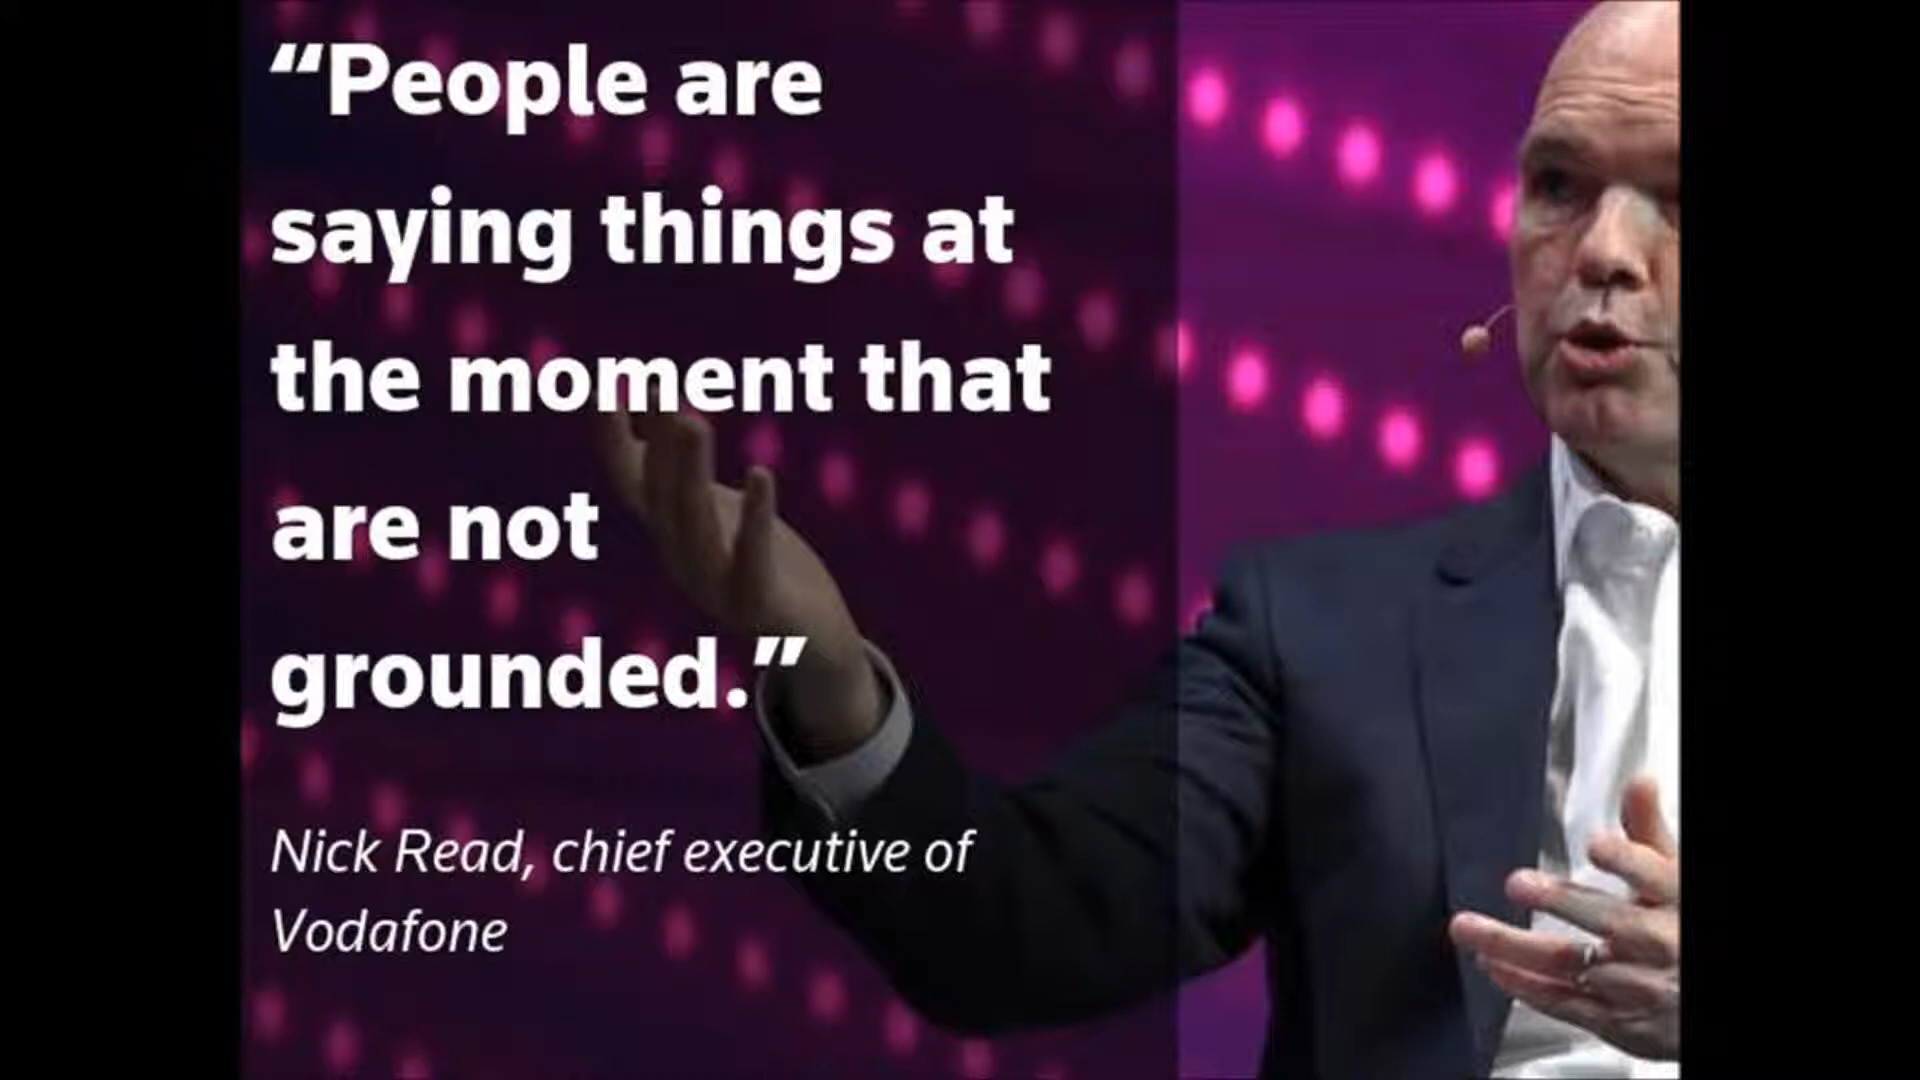 “People are
saying things at
the moment that
are not
grounded.”
Nick Read, chief executive of
Vodafone